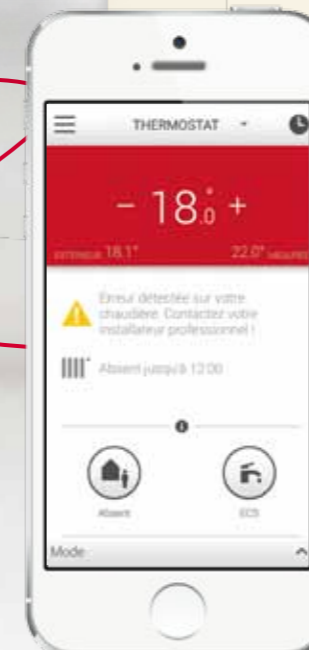 THERMOSTAT
− 18.0° +
EXTÉRIEUR 18.1° 22.0° MESURÉE
Erreur détectée sur votre
chaudière. Contactez votre
installateur professionnel !
Absent jusqu'à 12:00
Absent ECS
Mode